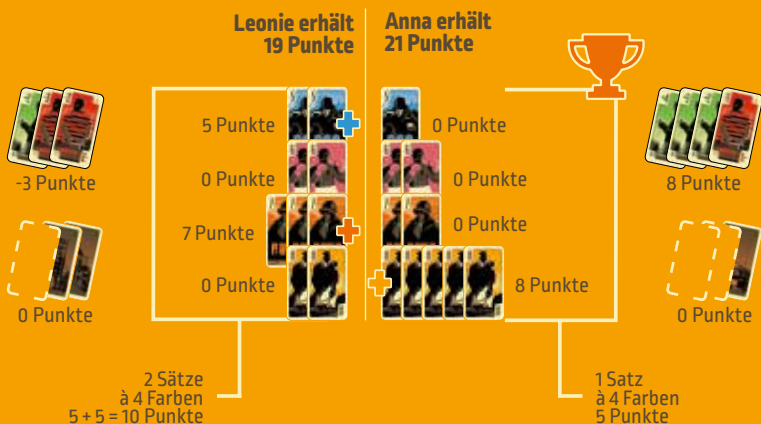 Leonie erhält
19 Punkte
Anna erhält
21 Punkte
5 Punkte
0 Punkte
0 Punkte
0 Punkte
-3 Punkte
8 Punkte
7 Punkte
0 Punkte
0 Punkte
8 Punkte
0 Punkte
0 Punkte
2 Sätze
à 4 Farben
5 + 5 = 10 Punkte
1 Satz
à 4 Farben
5 Punkte